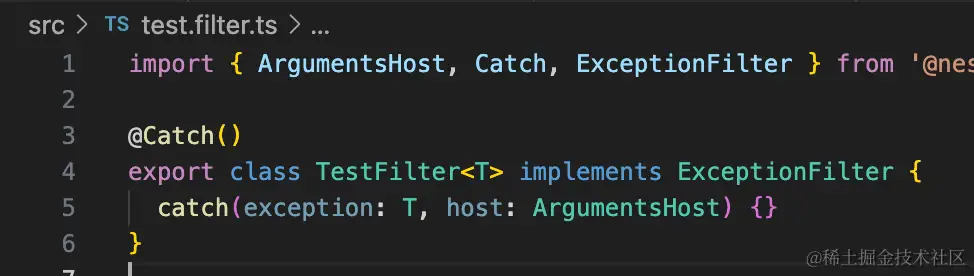 src > TS test.filter.ts > ...
1 import { ArgumentsHost, Catch, ExceptionFilter } from '@nes
2
3 @Catch()
4 export class TestFilter<T> implements ExceptionFilter {
5 catch(exception: T, host: ArgumentsHost) {}
6 }
7
@稀土掘金技术社区